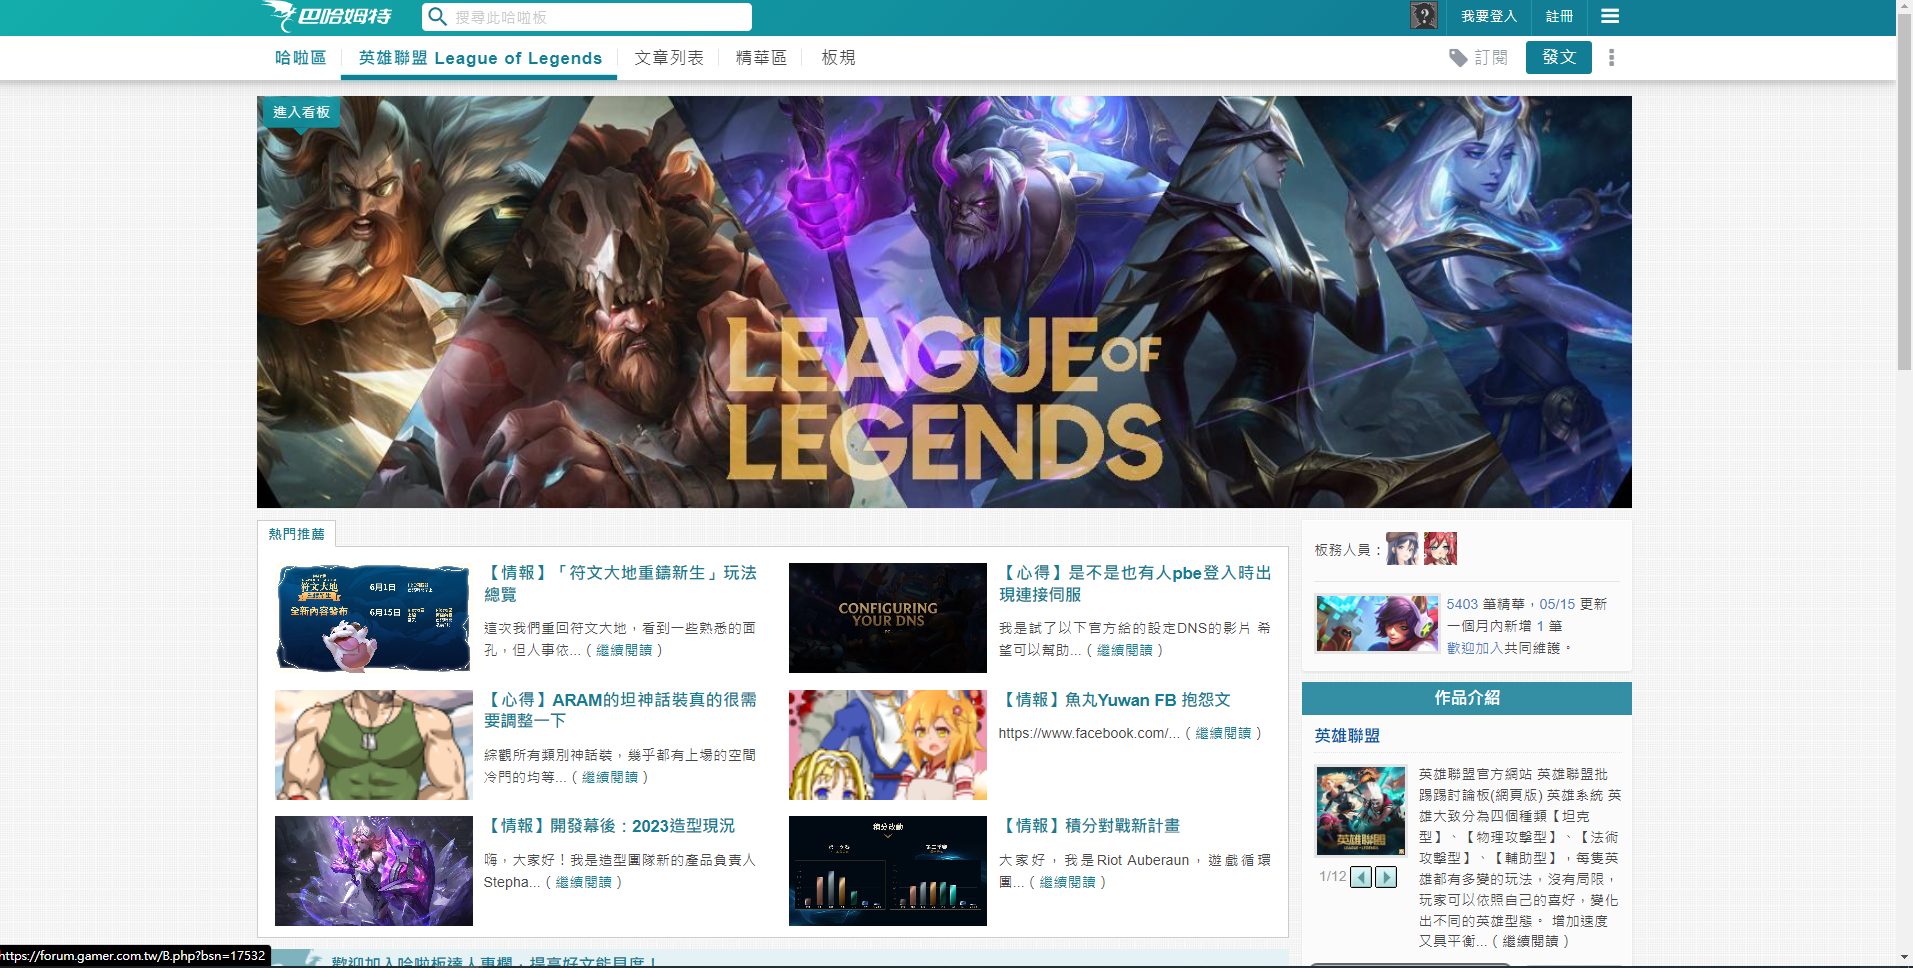 巴哈姆特
搜尋此哈啦板
我要登入
註冊
哈啦區
英雄聯盟 League of Legends
文章列表
精華區
板規
訂閱
發文
進入看板
LEAGUE OF
LEGENDS
熱門推薦
符文大地
6月1日
全新內容發布
6月15日
【情報】「符文大地重鑄新生」玩法
總覽
這次我們重回符文大地，看到一些熟悉的面
孔，但人事依...（繼續閱讀）
CONFIGURING
YOUR DNS
PC
【心得】是不是也有人pbe登入時出
現連接伺服
我是試了以下官方給的設定DNS的影片 希
望可以幫助...（繼續閱讀）
【心得】ARAM的坦神話裝真的很需
要調整一下
綜觀所有類別神話裝，幾乎都有上場的空間
冷門的均等...（繼續閱讀）
【情報】魚丸Yuwan FB 抱怨文
https://www.facebook.com/...（繼續閱讀）
【情報】開發幕後：2023造型現況
嗨，大家好！我是造型團隊新的產品負責人
Stepha...（繼續閱讀）
積分改動
【情報】積分對戰新計畫
大家好，我是Riot Auberaun，遊戲循環
團...（繼續閱讀）
歡迎加入哈啦板達人專欄，提高好文能見度！
板務人員：
5403 筆精華，05/15 更新
一個月內新增 1 筆
歡迎加入共同維護。
作品介紹
英雄聯盟
英雄聯盟
1/12
英雄聯盟官方網站 英雄聯盟批
踢踢討論板(網頁版) 英雄系統 英
雄大致分為四個種類【坦克
型】、【物理攻擊型】、【法術
攻擊型】、【輔助型】，每隻英
雄都有多變的玩法，沒有局限，
玩家可以依照自己的喜好，變化
出不同的英雄型態。 增加速度
又具平衡...（繼續閱讀）
https://forum.gamer.com.tw/B.php?bsn=17532